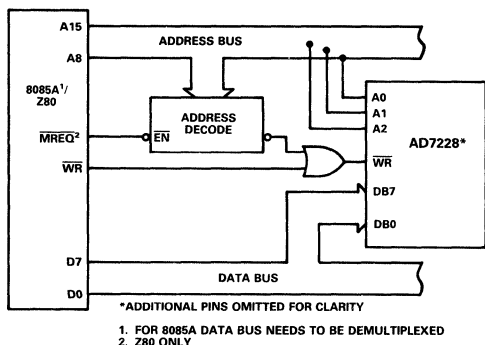 A15
ADDRESS BUS
A8
8085A¹/
Z80
ADDRESS
DECODE
A0
A1
A2
AD7228*
MREQ²
EN
WR
WR
DB7
DB0
D7
DATA BUS
D0
*ADDITIONAL PINS OMITTED FOR CLARITY
1. FOR 8085A DATA BUS NEEDS TO BE DEMULTIPLEXED
2. Z80 ONLY